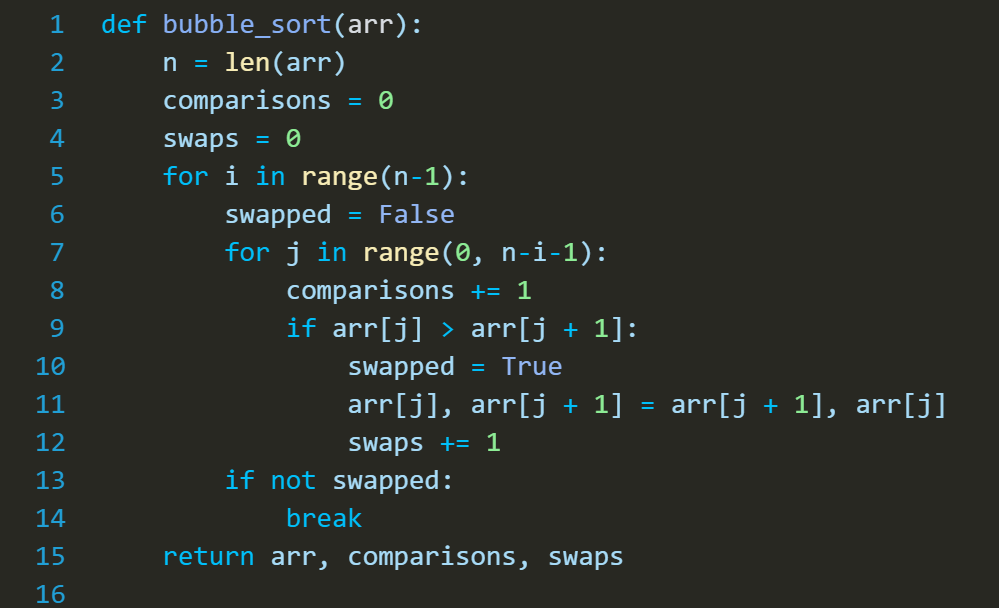 1 def bubble_sort(arr):
2     n = len(arr)
3     comparisons = 0
4     swaps = 0
5     for i in range(n-1):
6         swapped = False
7         for j in range(0, n-i-1):
8             comparisons += 1
9             if arr[j] > arr[j + 1]:
10                 swapped = True
11                 arr[j], arr[j + 1] = arr[j + 1], arr[j]
12                 swaps += 1
13         if not swapped:
14             break
15     return arr, comparisons, swaps
16